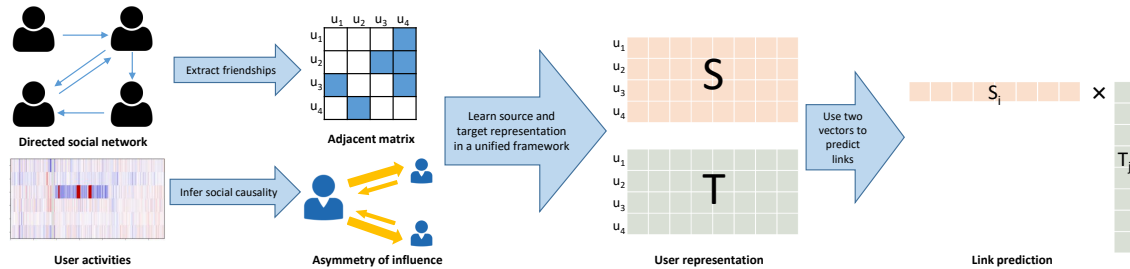 u₁ u₂ u₃ u₄
u₁
u₂
u₃
u₄
Extract friendships
Directed social network
Adjacent matrix
Learn source and
target representation
in a unified framework
u₁
u₂
u₃
u₄
S
u₁
u₂
u₃
u₄
T
Use two
vectors to
predict
links
Sᵢ
×
Tⱼ
Infer social causality
User activities
Asymmetry of influence
User representation
Link prediction